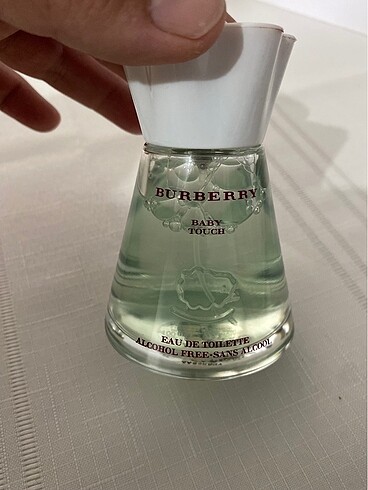 BURBERRY
BABY
TOUCH
EAU DE TOILETTE
ALCOHOL FREE-SANS ALCOOL